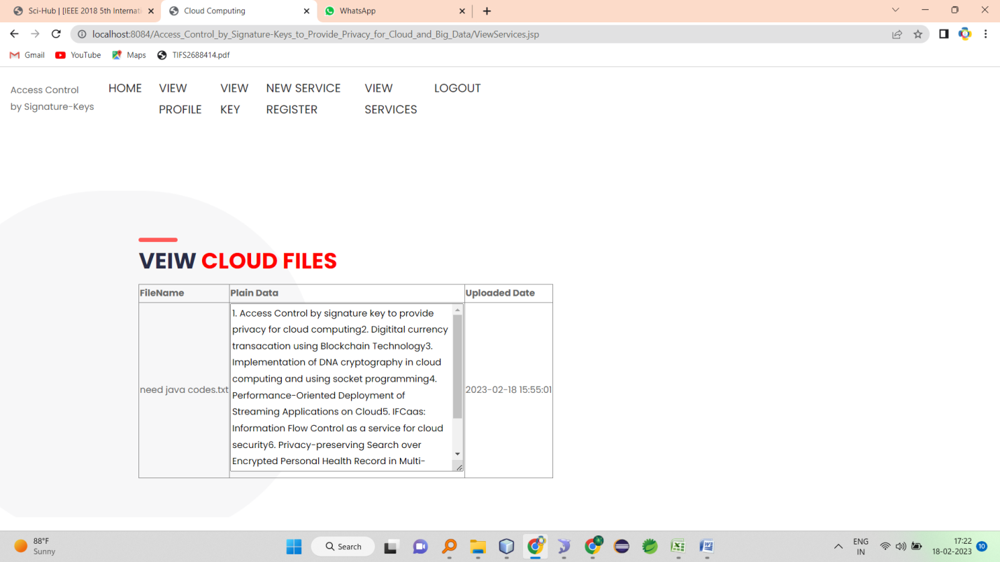 Sci-Hub | [IEEE 2018 5th Internati
Cloud Computing
WhatsApp
localhost:8084/Access_Control_by_Signature-Keys_to_Provide_Privacy_for_Cloud_and_Big_Data/ViewServices.jsp
Gmail
YouTube
Maps
TIFS2688414.pdf
Access Control
by Signature-Keys
HOME
VIEW
PROFILE
VIEW
KEY
NEW SERVICE
REGISTER
VIEW
SERVICES
LOGOUT
VEIW CLOUD FILES
FileName
Plain Data
Uploaded Date
need java codes.txt
1. Access Control by signature key to provide
privacy for cloud computing2. Digitital currency
transacation using Blockchain Technology3.
Implementation of DNA cryptography in cloud
computing and using socket programming4.
Performance-Oriented Deployment of
Streaming Applications on Cloud5. IFCaas:
Information Flow Control as a service for cloud
security6. Privacy-preserving Search over
Encrypted Personal Health Record in Multi-
2023-02-18 15:55:01
88°F
Sunny
Search
ENG
IN
17:22
18-02-2023
10